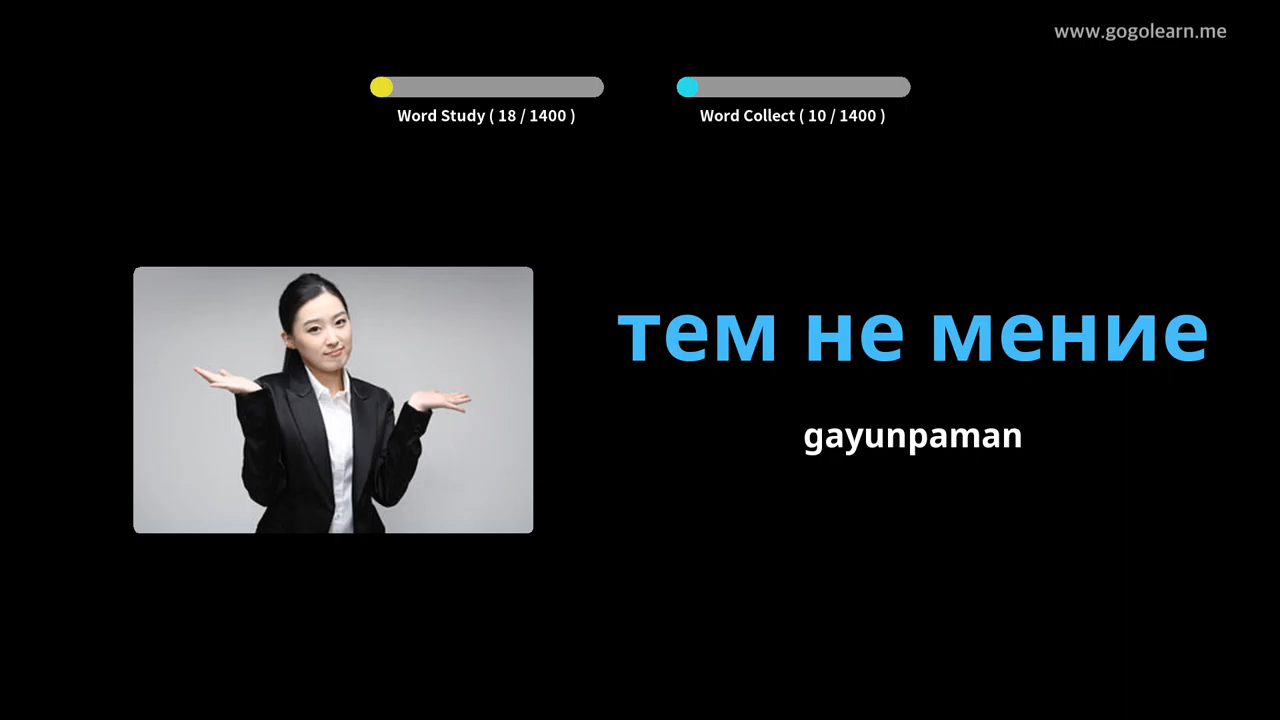 www.gogolearn.me
Word Study ( 18 / 1400 )
Word Collect ( 10 / 1400 )
тем не мение
gayunpaman